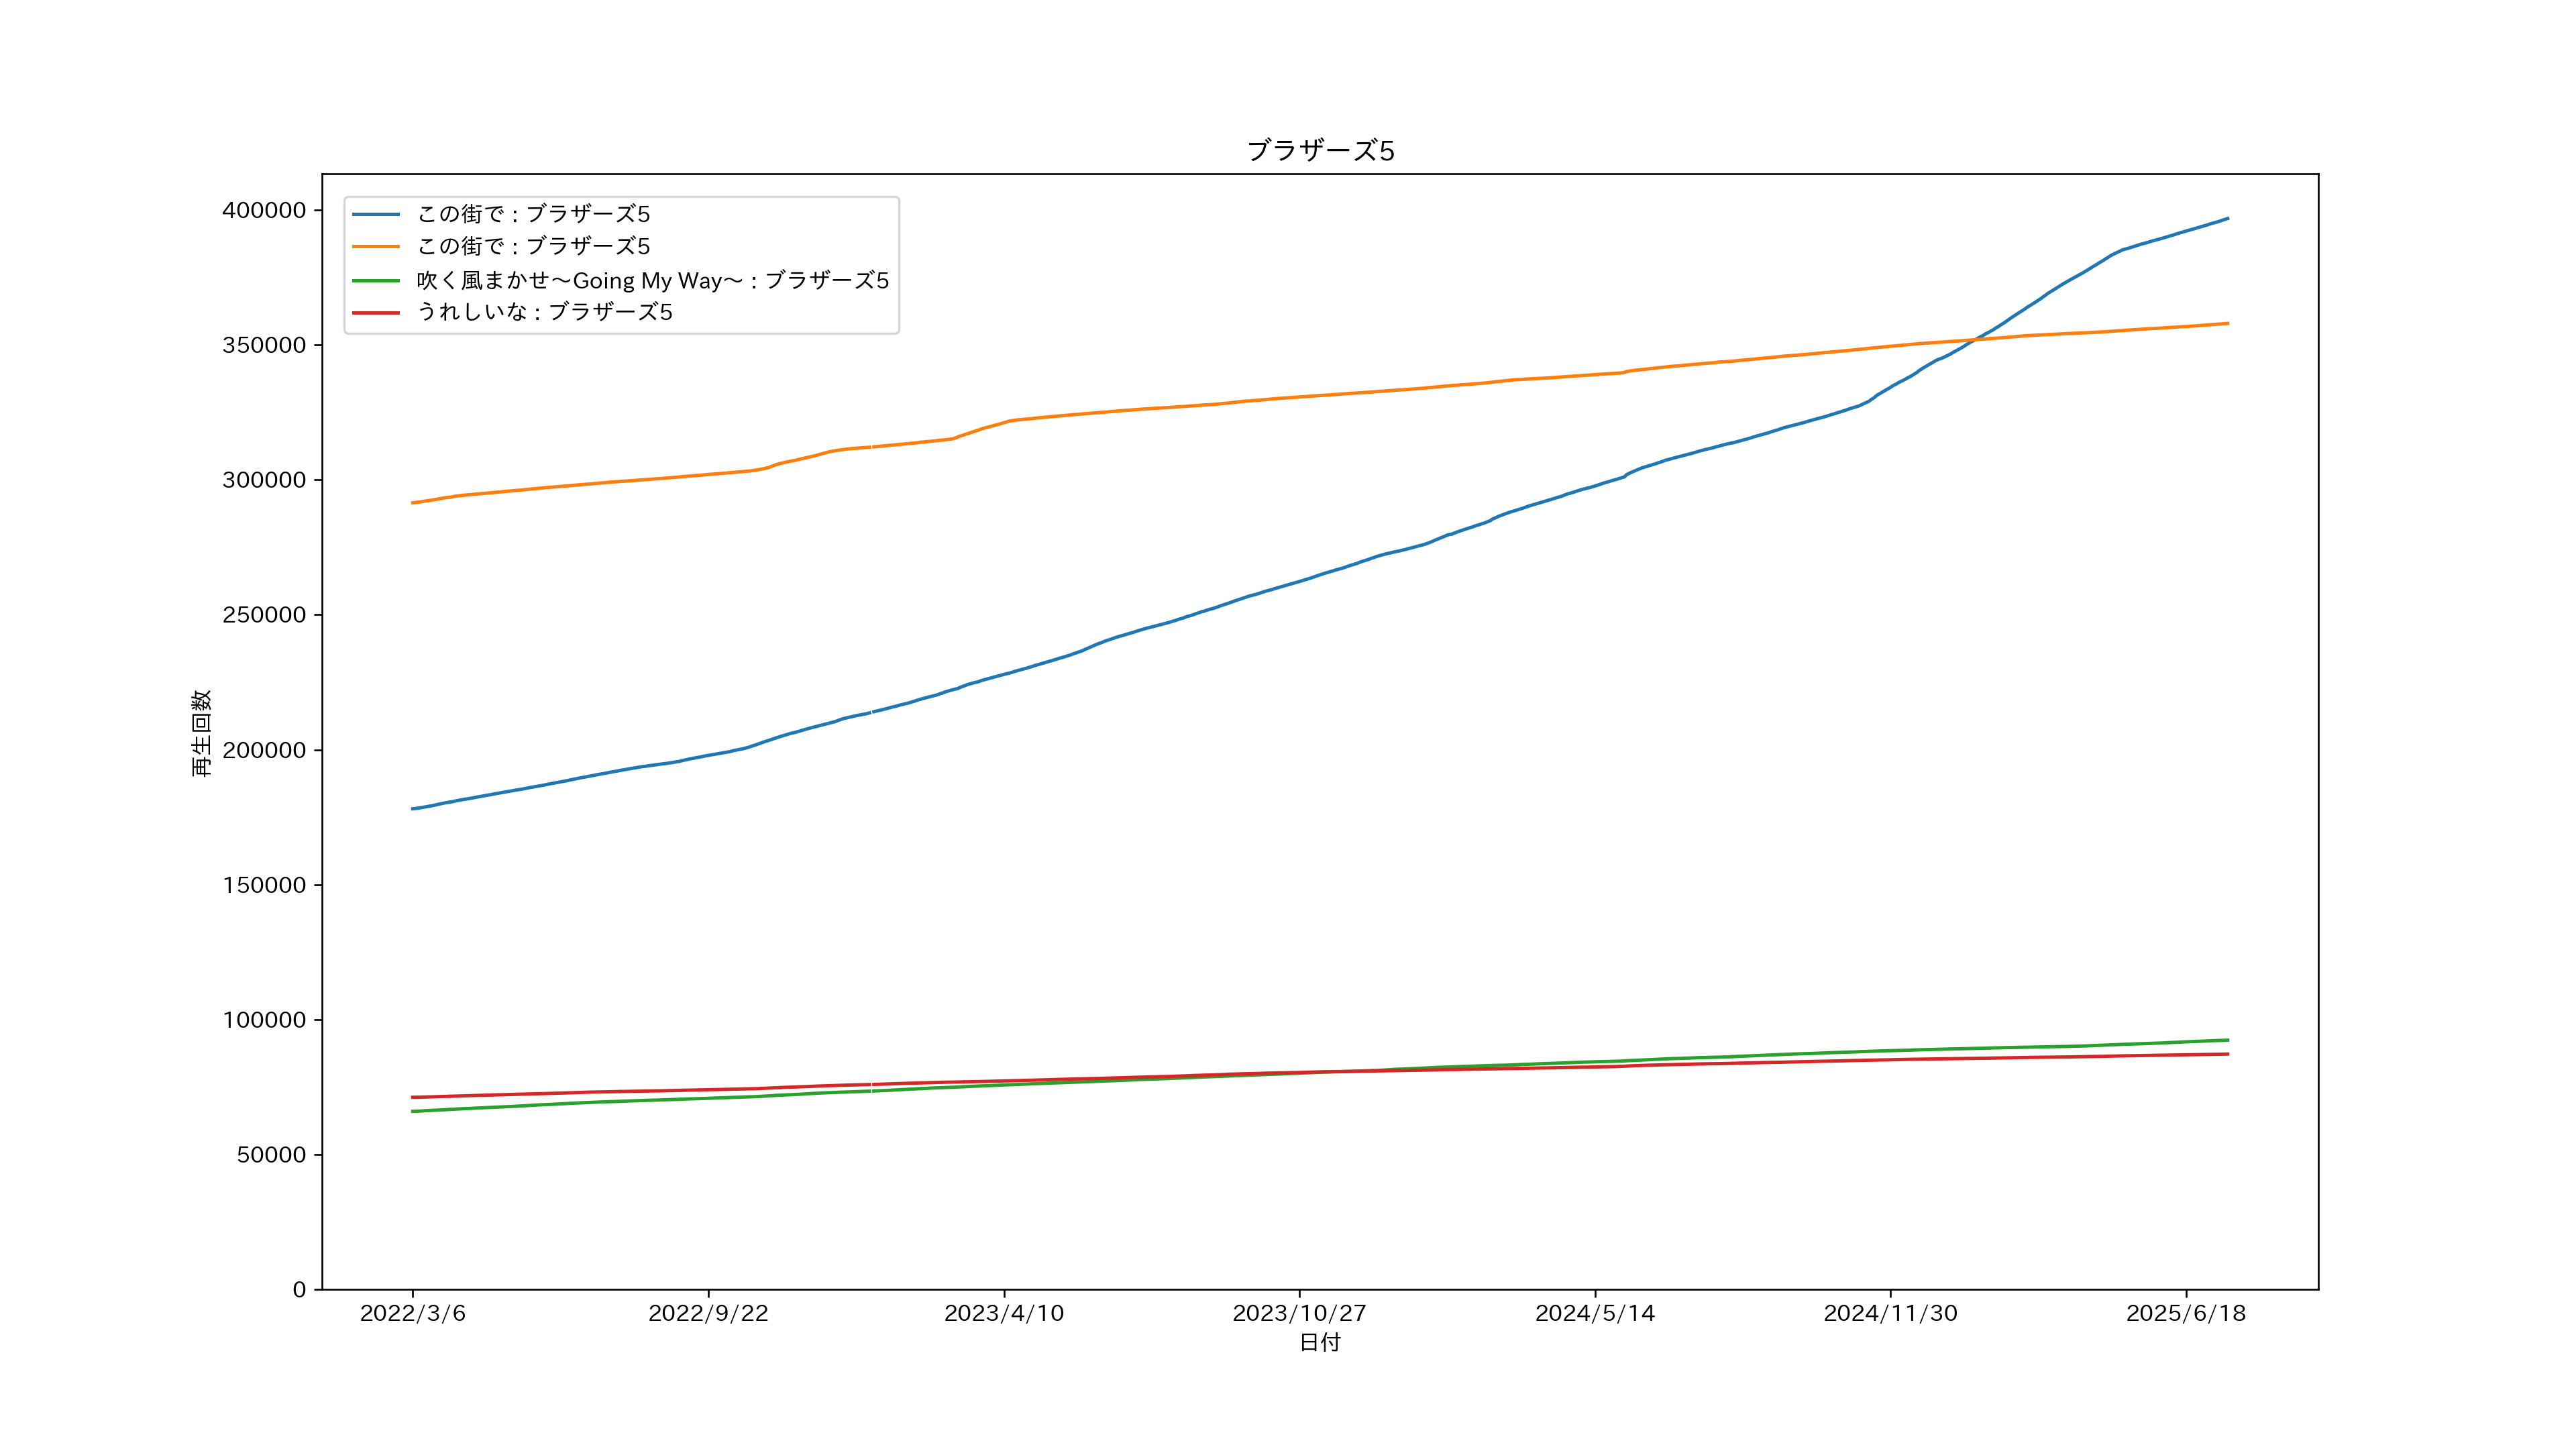 ブラザーズ5
この街で : ブラザーズ5
この街で : ブラザーズ5
吹く風まかせ～Going My Way～ : ブラザーズ5
うれしいな : ブラザーズ5
400000
350000
300000
250000
200000
150000
100000
50000
0
再生回数
2022/3/6
2022/9/22
2023/4/10
2023/10/27
2024/5/14
2024/11/30
2025/6/18
日付